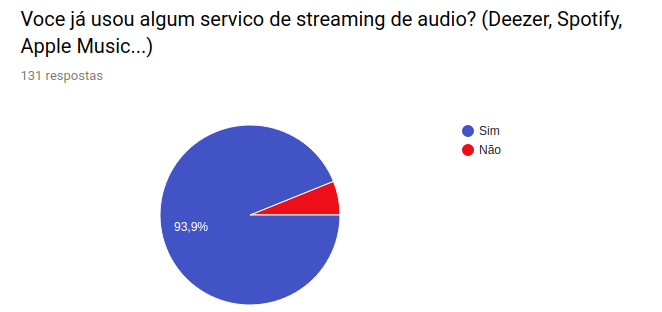 Voce já usou algum servico de streaming de audio? (Deezer, Spotify,
Apple Music...)
131 respostas
Sim
Não
93,9%